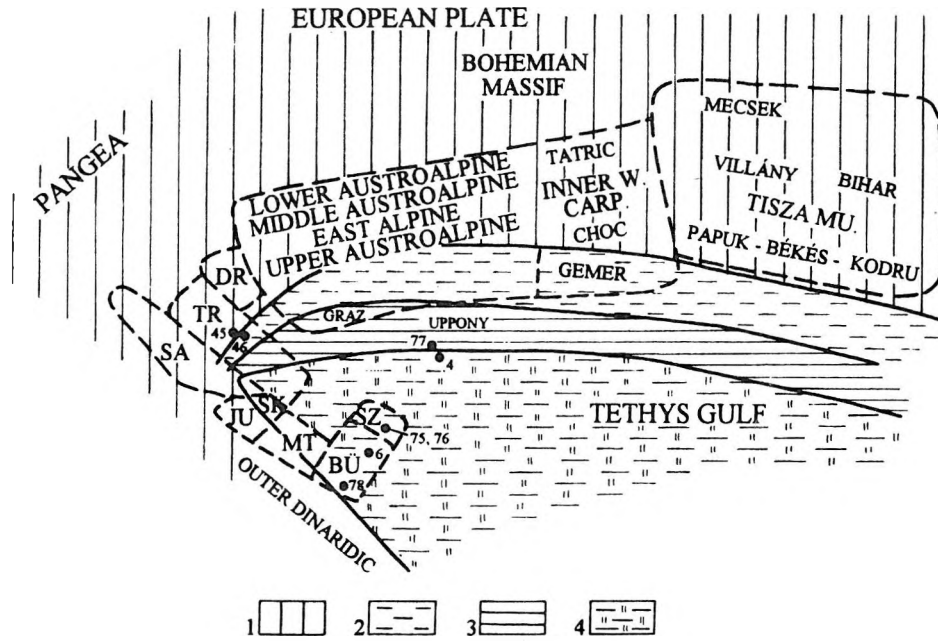 EUROPEAN PLATE
BOHEMIAN
MASSIF
PANGEA
MECSEK
TATRIC
LOWER AUSTROALPINE
MIDDLE AUSTROALPINE
EAST ALPINE
UPPER AUSTROALPINE
INNER W.
CARP.
CHOC
GEMER
VILLÁNY
BIHAR
TISZA MU.
PAPUK - BÉKÉS - KODRU
DR
TR
45
46
SA
GRAZ
UPPONY
77
4
TETHYS GULF
JU
SK
MT
SZ
75, 76
BÜ
6
78
OUTER DINARIDIC
1
2
3
4